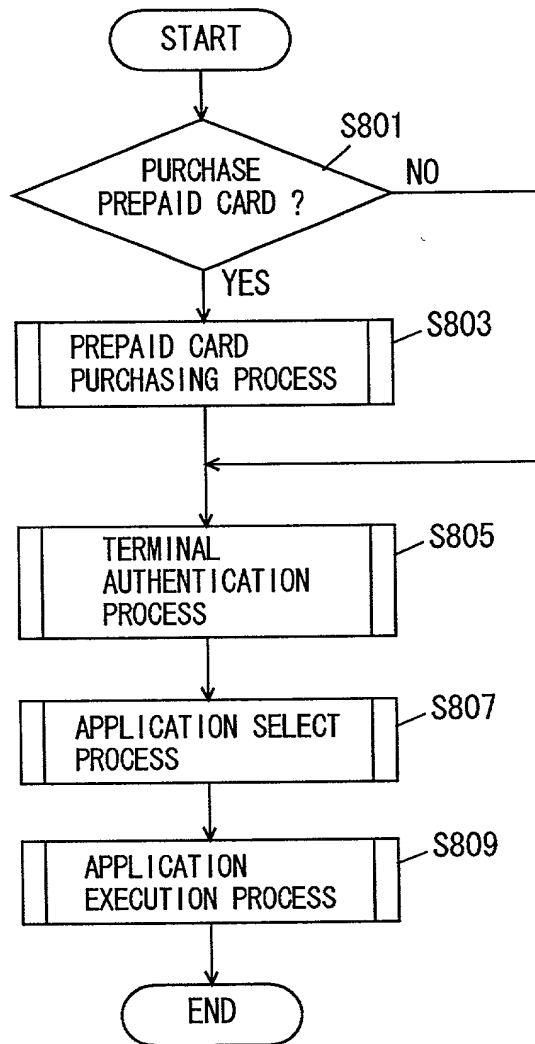 START
S801
PURCHASE
PREPAID CARD ?
NO
YES
S803
PREPAID CARD
PURCHASING PROCESS
S805
TERMINAL
AUTHENTICATION
PROCESS
S807
APPLICATION SELECT
PROCESS
S809
APPLICATION
EXECUTION PROCESS
END